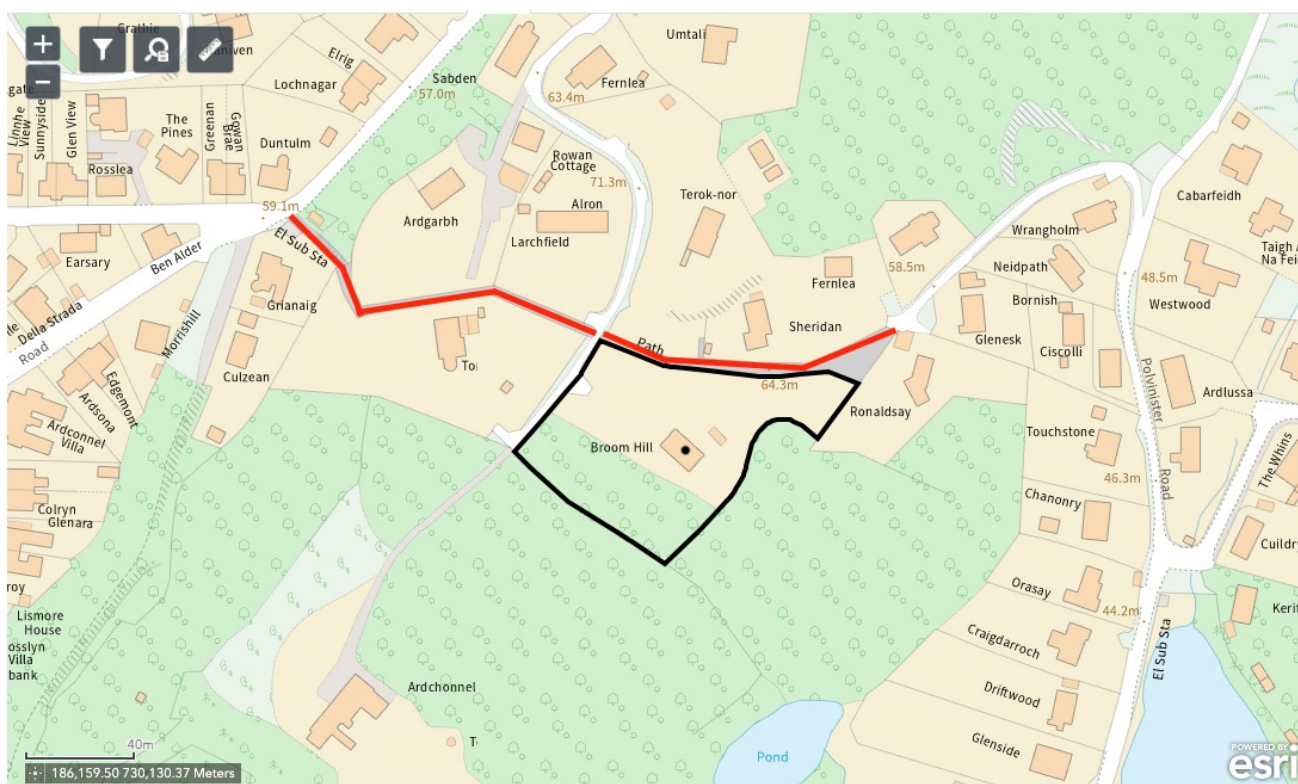 Umtali
Elrig
Lochnagar
Sabden
57.0m
Fernlea
63.4m
Linnhe
View
Sunnyside
Glen View
The
Pines
Greenan
Gowan
Brae
Duntulm
Rosslea
Rowan
Cottage
71.3m
Terok-nor
Cabarfeidh
59.1m
Ardgarbh
Alron
Larchfield
El Sub Sta
Ben Alder
Earsary
Wrangholm
58.5m
Neidpath
48.5m
Taigh
Na
Fernlea
Bornish
Westwood
Grianaig
Della Strada
Road
Morrishill
Sheridan
Glenesk
Ciscolli
Path
Culzean
64.3m
Polvinister
Road
Ardlussa
Edgemont
Ardsona
Ardconnel
Villa
Ronaldsay
Touchstone
Broom Hill
46.3m
The Whins
Chanonry
Colryn
Glenara
Cuildry
Orasay
44.2m
Lismore
House
Villa
bank
Craigdarroch
El Sub Sta
Ardchonnel
Driftwood
Glenside
Pond
40m
186,159.50 730,130.37 Meters
POWERED BY
esri